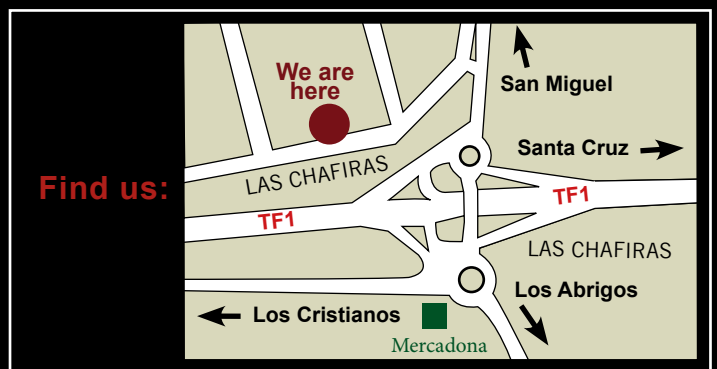 Find us:
We are
here
San Miguel
Santa Cruz
LAS CHAFIRAS
TF1
TF1
LAS CHAFIRAS
Los Abrigos
Los Cristianos
Mercadona